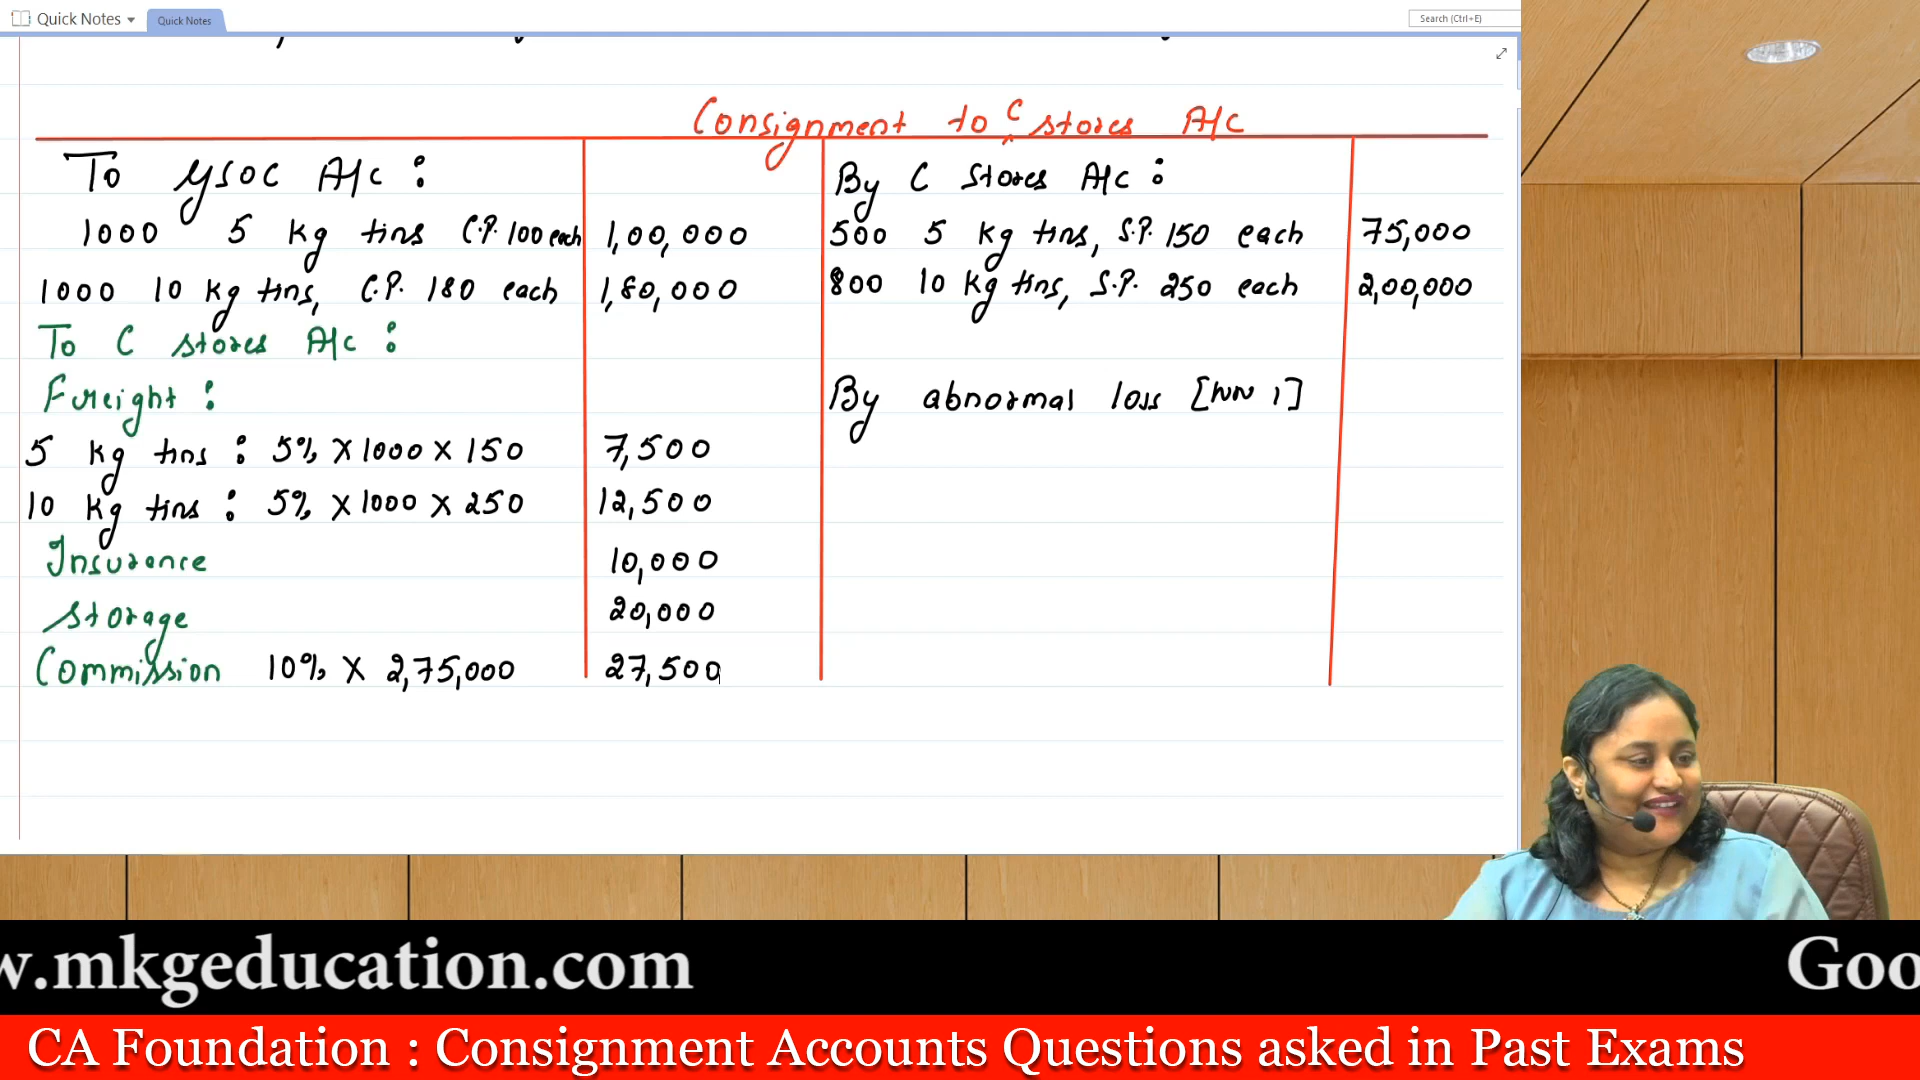 Quick Notes
Quick Notes
Search (Ctrl+E)
Consignment to C stores A/c
To GSOC A/c :
1000 5 kg tins C.P. 100 each 1,00,000
1000 10 kg tins, C.P. 180 each 1,80,000
To C stores A/c :
Freight :
5 kg tins : 5% X 1000 X 150 7,500
10 kg tins : 5% X 1000 X 250 12,500
Insurance 10,000
Storage 20,000
Commission 10% X 2,75,000 27,500
By C Stores A/c :
500 5 kg tins, S.P. 150 each 75,000
800 10 kg tins, S.P. 250 each 2,00,000
By abnormal loss [WN 1]
w.mkgeducation.com
Goo
CA Foundation : Consignment Accounts Questions asked in Past Exams